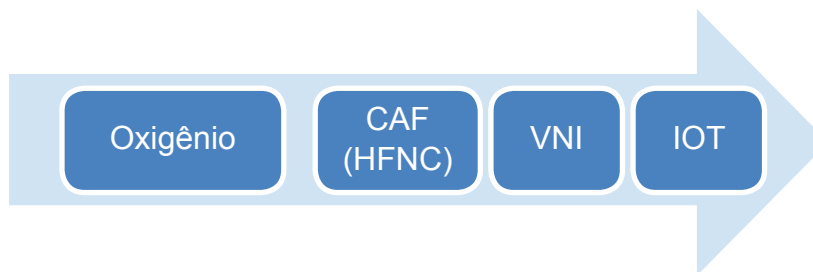 Oxigênio
CAF
(HFNC)
VNI
IOT